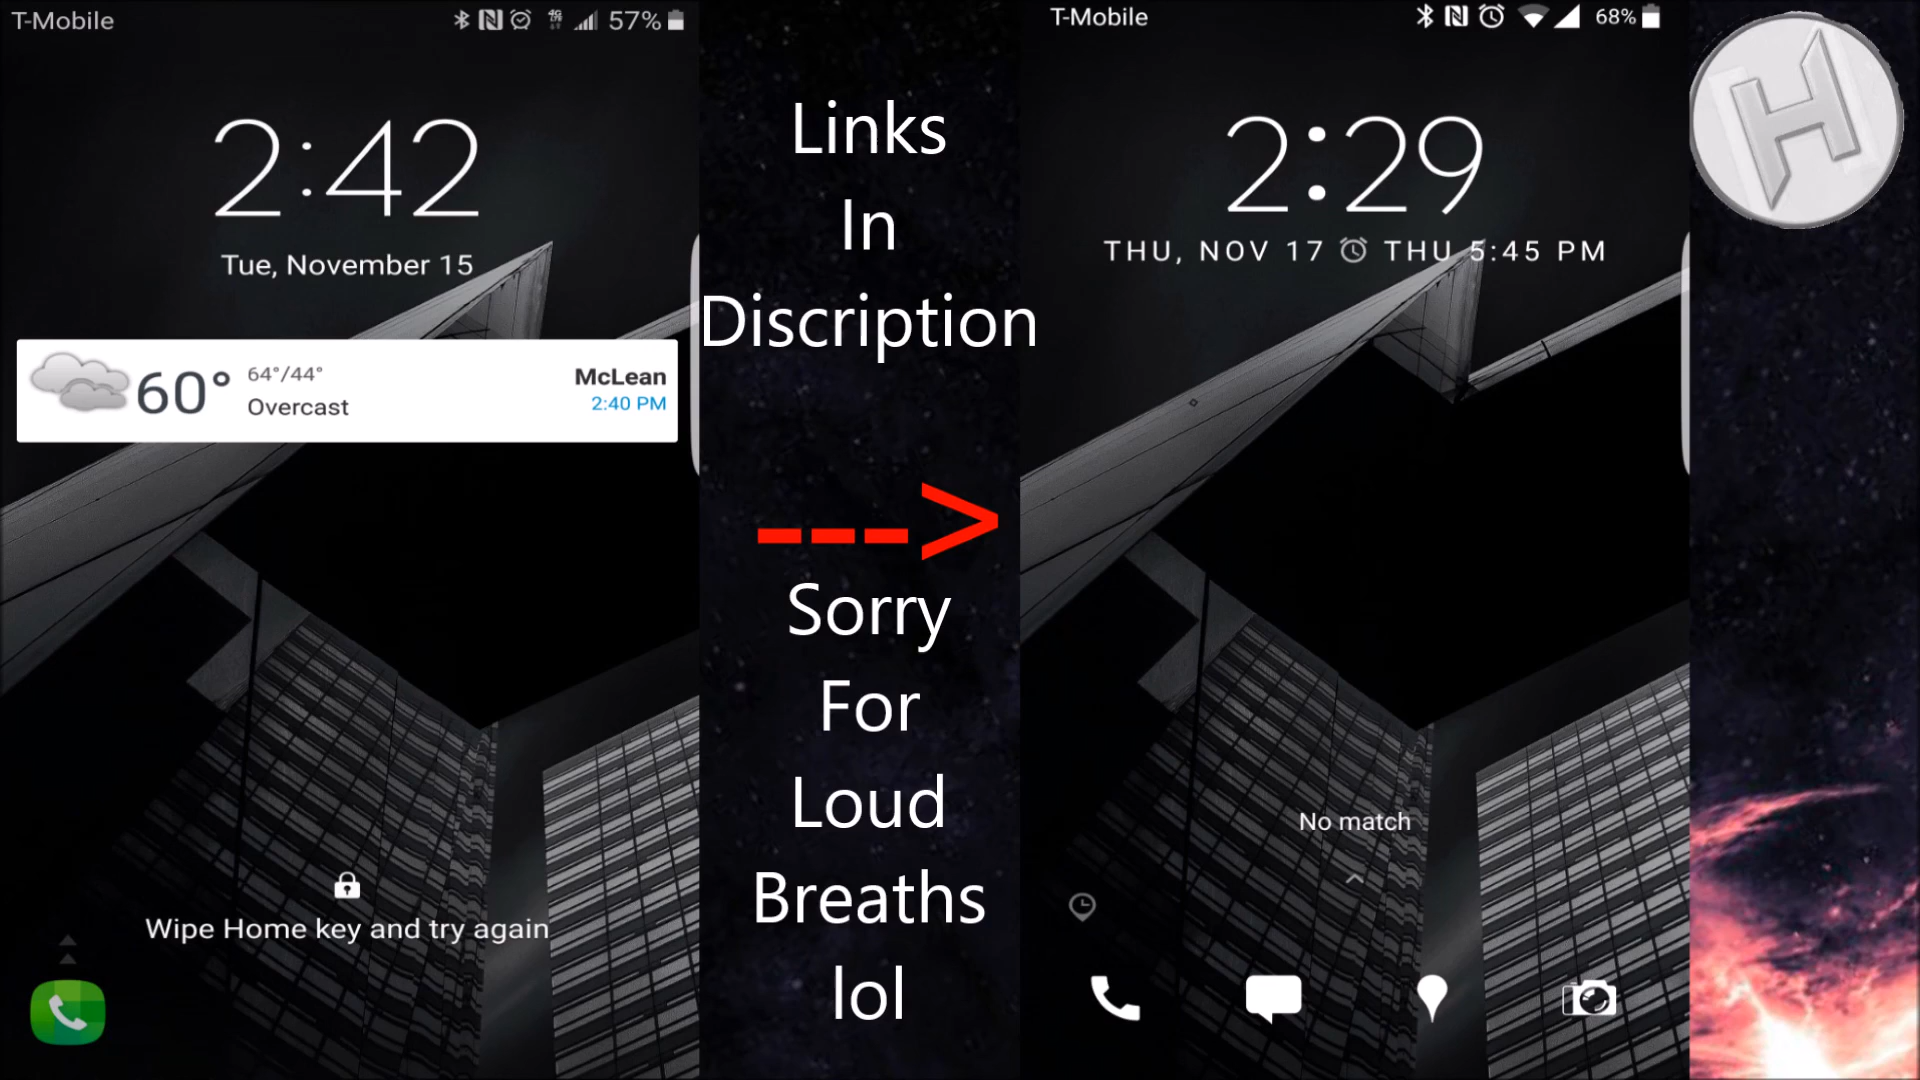 T-Mobile
57%
2:42
Tue, November 15
60°
64°/44°
Overcast
McLean
2:40 PM
Wipe Home key and try again
Links
In
Discription
--->
Sorry
For
Loud
Breaths
lol
T-Mobile
68%
2:29
THU, NOV 17 THU 5:45 PM
No match
H